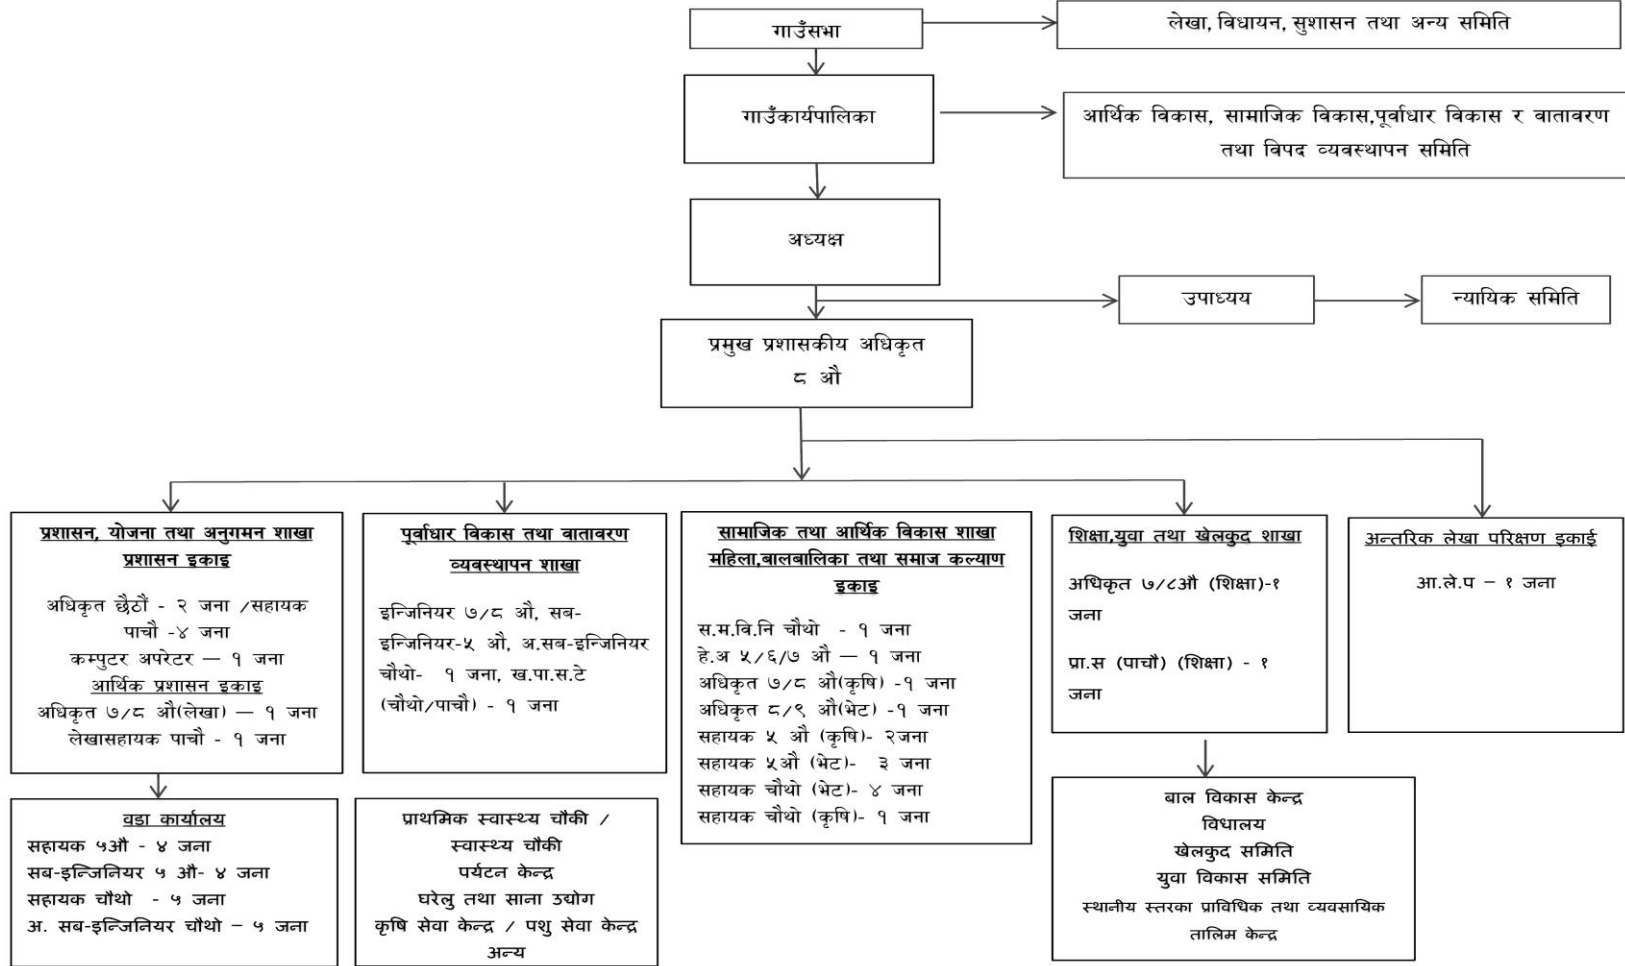 गाउँसभा
लेखा, विधायन, सुशासन तथा अन्य समिति
गाउँकार्यपालिका
आर्थिक विकास, सामाजिक विकास,पूर्वाधार विकास र वातावरण
तथा विपद व्यवस्थापन समिति
अध्यक्ष
उपाध्यय
न्यायिक समिति
प्रमुख प्रशासकीय अधिकृत
८ औ
प्रशासन, योजना तथा अनुगमन शाखा
प्रशासन इकाइ
अधिकृत छैठौं - २ जना /सहायक
पाचौ -४ जना
कम्पुटर अपरेटर — १ जना
आर्थिक प्रशासन इकाइ
अधिकृत ७/८ औ(लेखा) — १ जना
लेखासहायक पाचौ - १ जना
पूर्वाधार विकास तथा वातावरण
व्यवस्थापन शाखा
इन्जिनियर ७/८ औ, सब-
इन्जिनियर-५ औ, अ.सब-इन्जिनियर
चौथो- १ जना, ख.पा.स.टे
(चौथो/पाचौ) - १ जना
सामाजिक तथा आर्थिक विकास शाखा
महिला,बालबालिका तथा समाज कल्याण
इकाइ
स.म.वि.नि चौथो - १ जना
हे.अ ५/६/७ औ — १ जना
अधिकृत ७/८ औ(कृषि) -१ जना
अधिकृत ८/९ औ(भेट) -१ जना
सहायक ५ औ (कृषि)- २जना
सहायक ५औ (भेट)- ३ जना
सहायक चौथो (भेट)- ४ जना
सहायक चौथो (कृषि)- १ जना
शिक्षा,युवा तथा खेलकुद शाखा
अधिकृत ७/८औ (शिक्षा)-१
जना
प्रा.स (पाचौ) (शिक्षा) - १
जना
अन्तरिक लेखा परिक्षण इकाई
आ.ले.प – १ जना
वडा कार्यालय
सहायक ५औ - ४ जना
सब-इन्जिनियर ५ औ- ४ जना
सहायक चौथो - ५ जना
अ. सब-इन्जिनियर चौथो – ५ जना
प्राथमिक स्वास्थ्य चौकी /
स्वास्थ्य चौकी
पर्यटन केन्द्र
घरेलु तथा साना उद्योग
कृषि सेवा केन्द्र / पशु सेवा केन्द्र
अन्य
बाल विकास केन्द्र
विधालय
खेलकुद समिति
युवा विकास समिति
स्थानीय स्तरका प्राविधिक तथा व्यवसायिक
तालिम केन्द्र